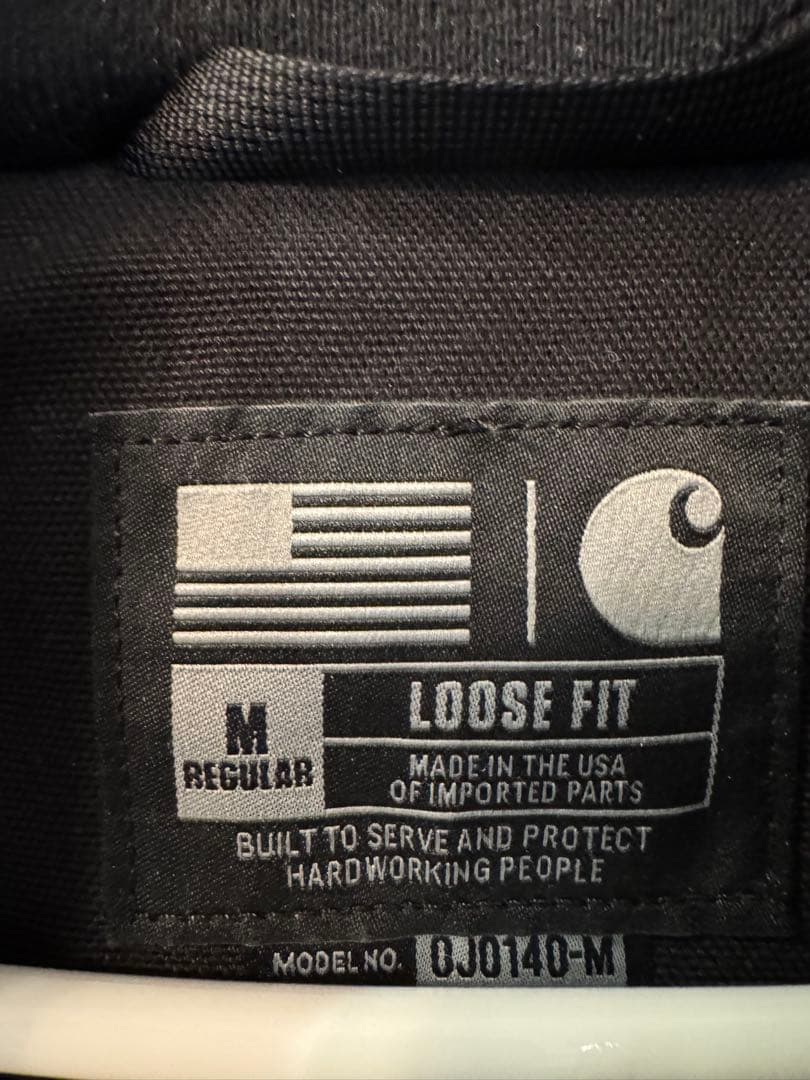 M
REGULAR
LOOSE FIT
MADE IN THE USA
OF IMPORTED PARTS
BUILT TO SERVE AND PROTECT
HARDWORKING PEOPLE
MODEL NO. 0J0140-M